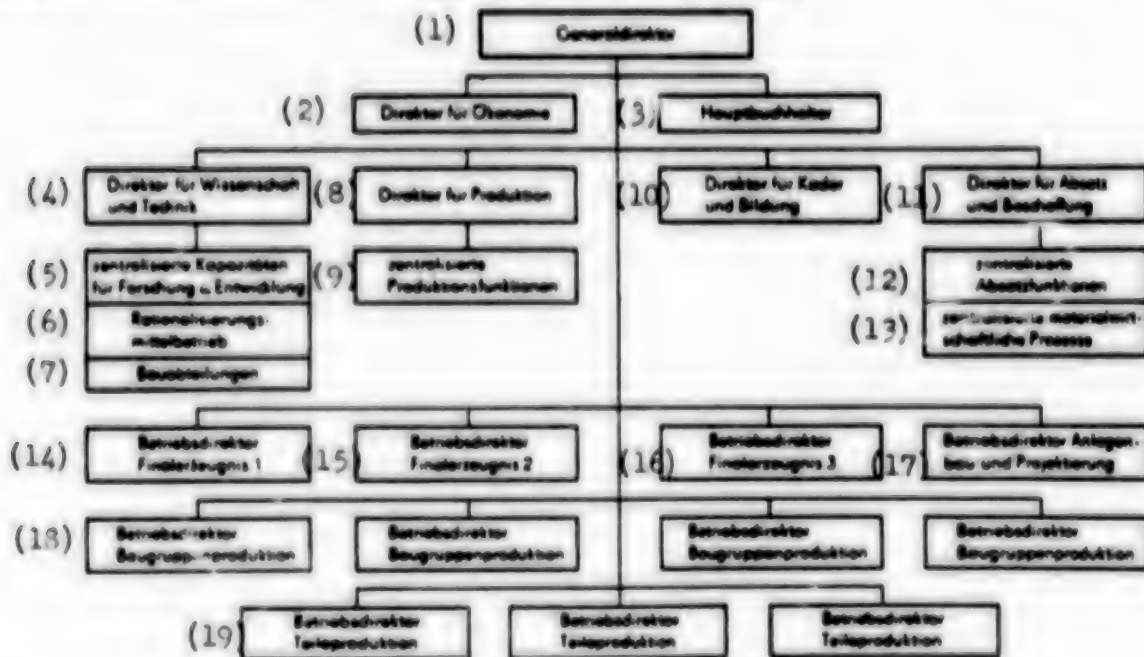 (1) Generaldirektor
(2) Direktor für Ökonomie
(3) Hauptbuchhalter
(4) Direktor für Wissenschaft
und Technik
(8) Direktor für Produktion
(10) Direktor für Kader
und Bildung
(11) Direktor für Absatz
und Beschaffung
(5) zentralisierte Kapazitäten
für Forschung u. Entwicklung
(9) zentralisierte
Produktionsfunktionen
(12) zentralisierte
Absatzfunktionen
(6) Rationalisierungs-
mittelbetrieb
(13) zentralisierte materialwirt-
schaftliche Prozesse
(7) Bauabteilungen
(14) Betriebsdirektor
Finalerzeugnis 1
(15) Betriebsdirektor
Finalerzeugnis 2
(16) Betriebsdirektor
Finalerzeugnis 3
(17) Betriebsdirektor Anlagen-
bau und Projektierung
(18) Betriebsdirektor
Baugruppenproduktion
Betriebsdirektor
Baugruppenproduktion
Betriebsdirektor
Baugruppenproduktion
Betriebsdirektor
Baugruppenproduktion
(19) Betriebsdirektor
Teileproduktion
Betriebsdirektor
Teileproduktion
Betriebsdirektor
Teileproduktion